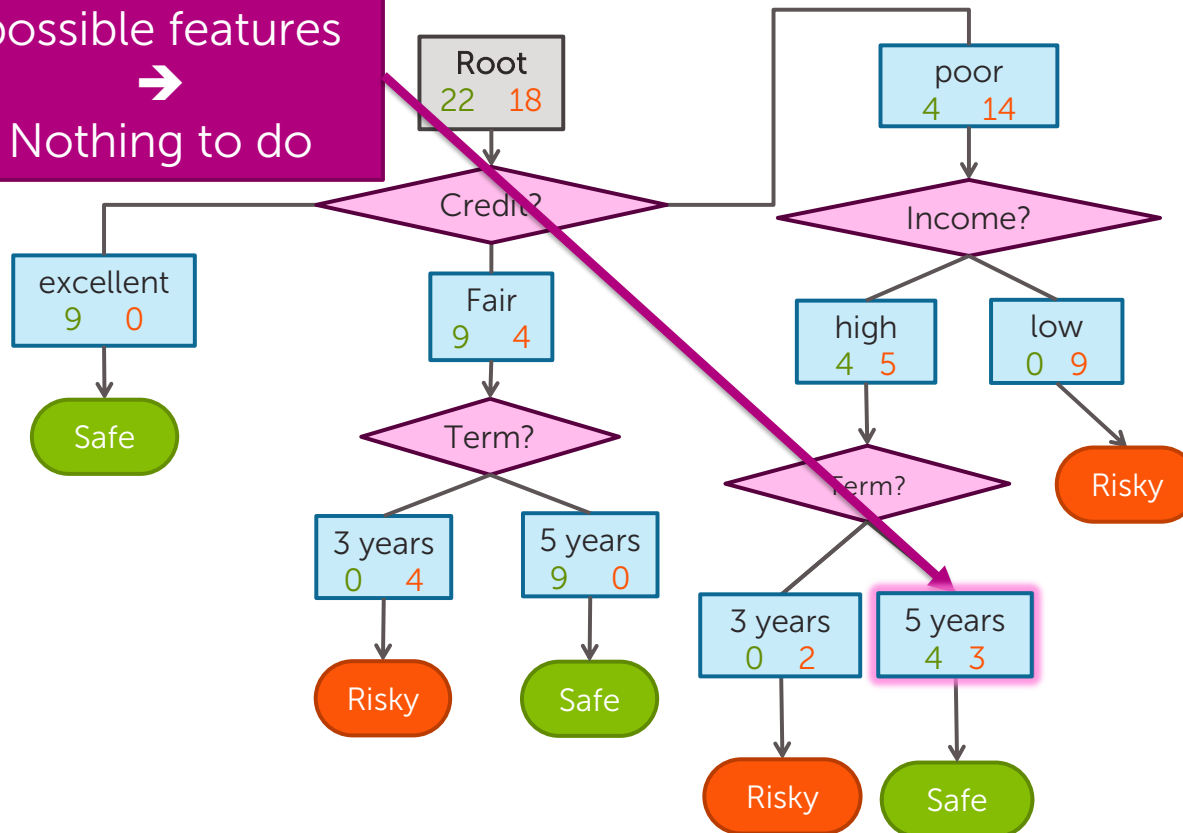 possible features
➔
Nothing to do
Root
22 18
Credit?
poor
4 14
Income?
excellent
9 0
Safe
Fair
9 4
Term?
3 years
0 4
Risky
5 years
9 0
Safe
high
4 5
low
0 9
Risky
Term?
3 years
0 2
Risky
5 years
4 3
Safe